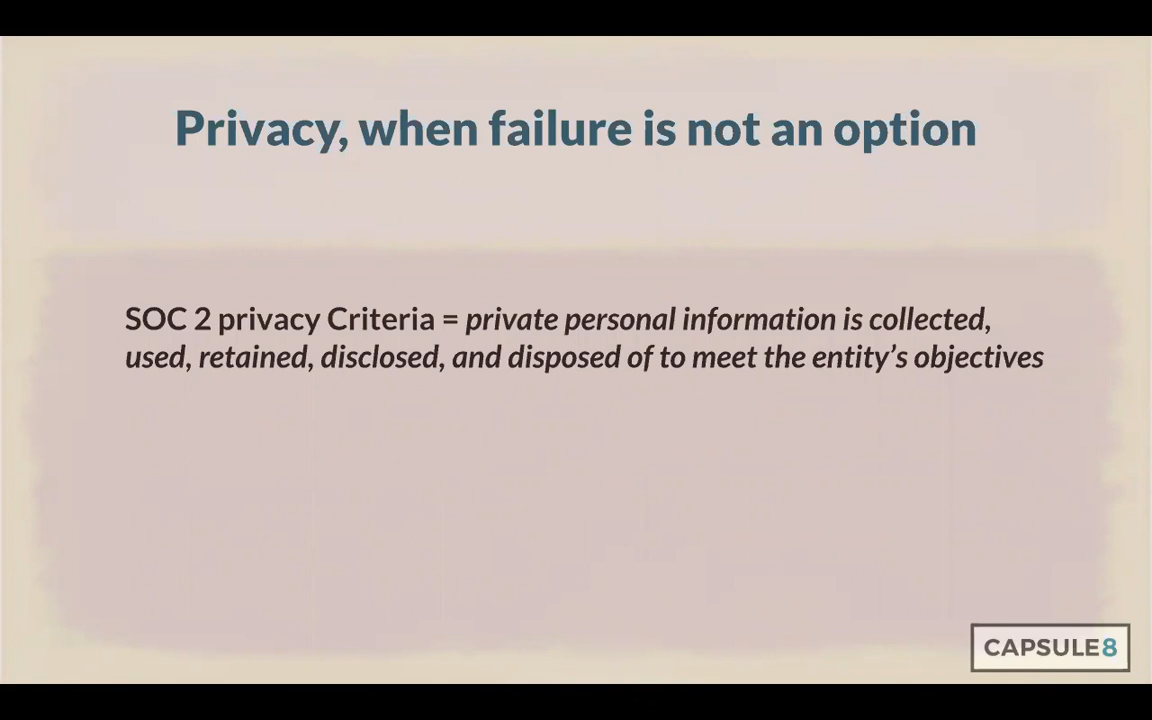 Privacy, when failure is not an option
SOC 2 privacy Criteria = private personal information is collected,
used, retained, disclosed, and disposed of to meet the entity’s objectives
CAPSULE8